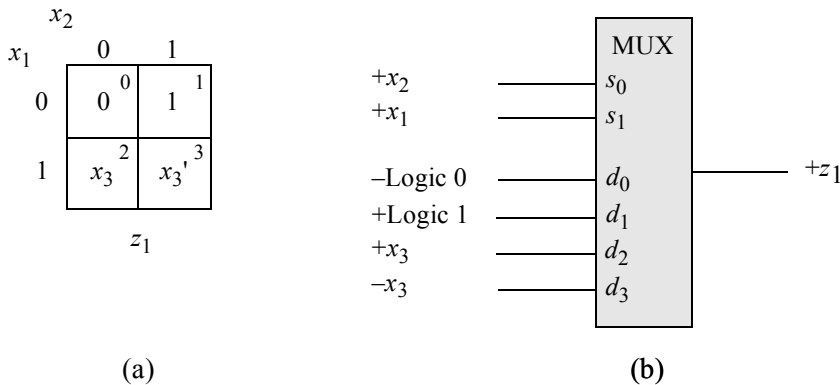 x₂
x₁ 0 1
0 0 0 1 1
1 x₃ 2 x₃' 3
z₁
(a)
MUX
+x₂ s₀
+x₁ s₁
–Logic 0 d₀
+Logic 1 d₁
+x₃ d₂
–x₃ d₃
+z₁
(b)